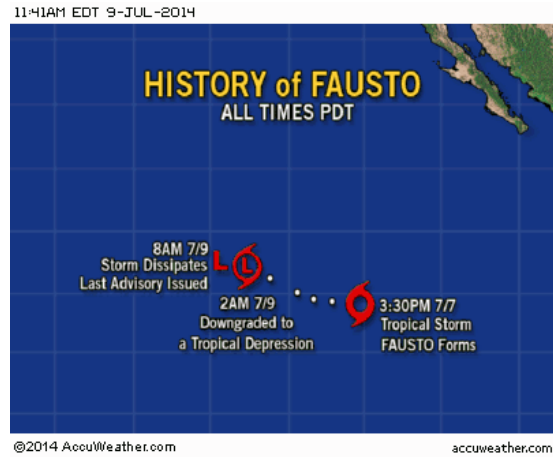 11:41AM EDT 9-JUL-2014
HISTORY of FAUSTO
ALL TIMES PDT
8AM 7/9
Storm Dissipates
Last Advisory Issued
L
L
2AM 7/9
Downgraded to
a Tropical Depression
3:30PM 7/7
Tropical Storm
FAUSTO Forms
©2014 AccuWeather.com
accuweather.com